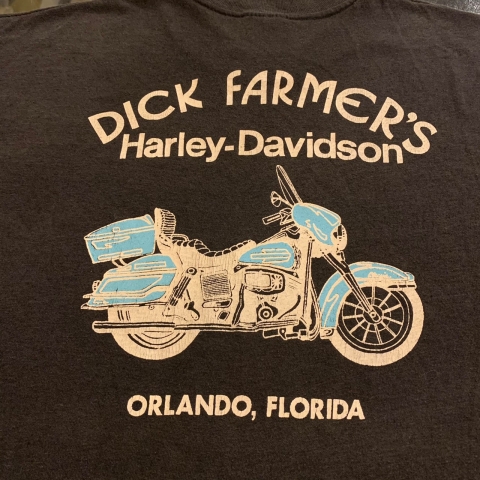 DICK FARMER'S
Harley-Davidson
ORLANDO, FLORIDA